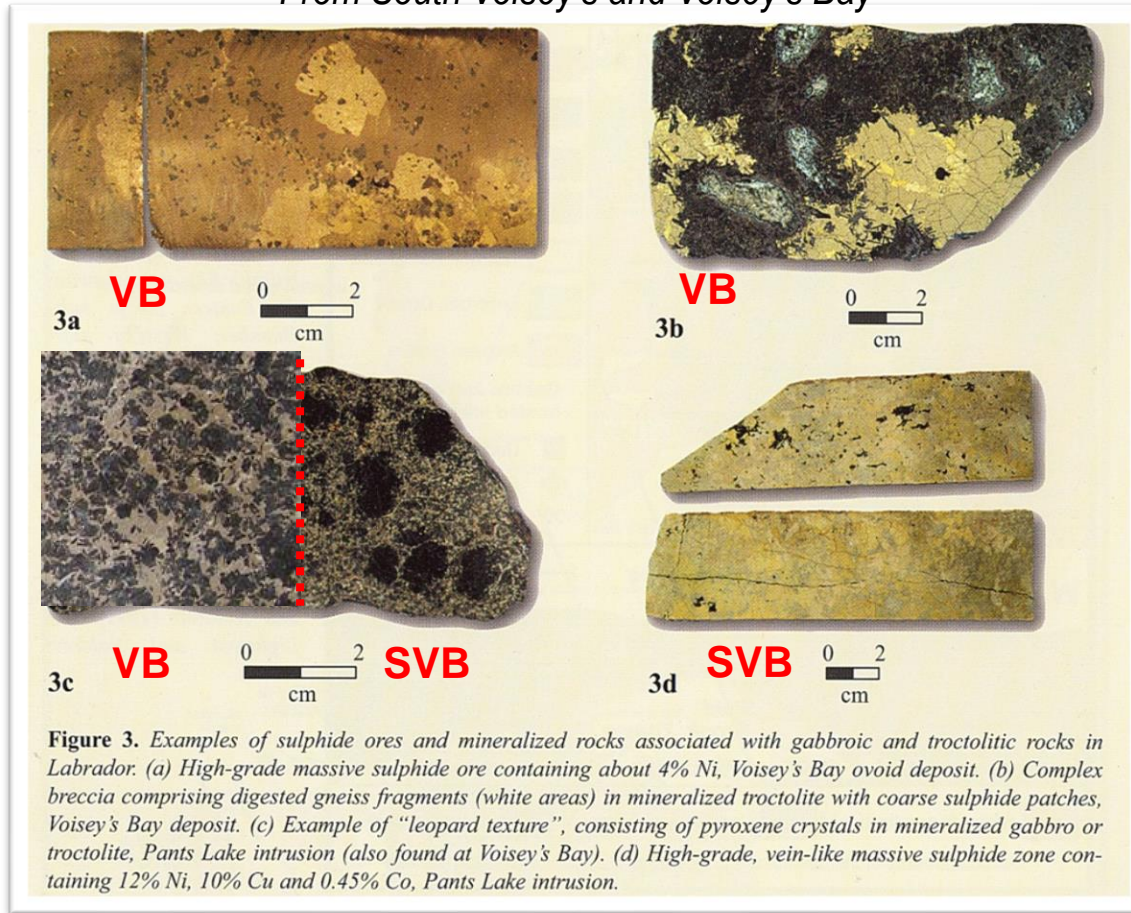 From South Voisey's and Voisey's Bay
VB
0 2
cm
3a
VB
0 2
cm
3b
VB
0 2
cm
SVB
3c
SVB
0 2
cm
3d
Figure 3. Examples of sulphide ores and mineralized rocks associated with gabbroic and troctolitic rocks in
Labrador. (a) High-grade massive sulphide ore containing about 4% Ni, Voisey's Bay ovoid deposit. (b) Complex
breccia comprising digested gneiss fragments (white areas) in mineralized troctolite with coarse sulphide patches,
Voisey's Bay deposit. (c) Example of “leopard texture”, consisting of pyroxene crystals in mineralized gabbro or
troctolite, Pants Lake intrusion (also found at Voisey's Bay). (d) High-grade, vein-like massive sulphide zone con-
taining 12% Ni, 10% Cu and 0.45% Co, Pants Lake intrusion.